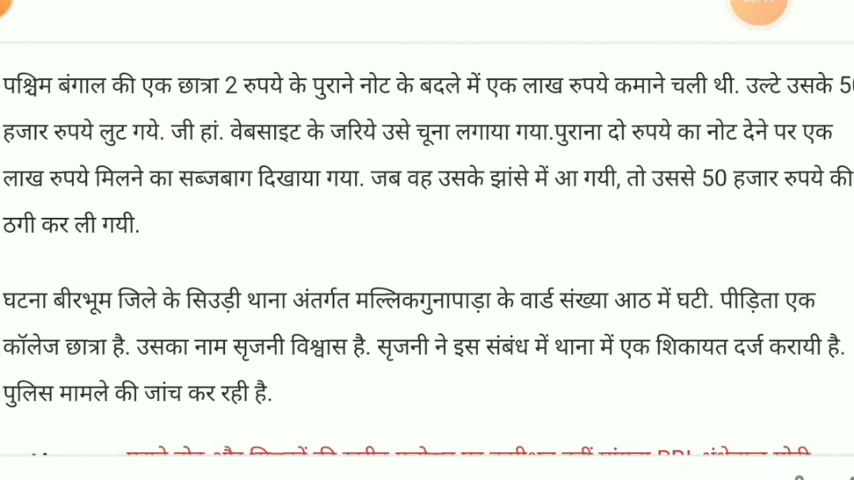 पश्चिम बंगाल की एक छात्रा 2 रुपये के पुराने नोट के बदले में एक लाख रुपये कमाने चली थी. उल्टे उसके
हजार रुपये लुट गये. जी हां. वेबसाइट के जरिये उसे चूना लगाया गया.पुराना दो रुपये का नोट देने पर एक
लाख रुपये मिलने का सब्जबाग दिखाया गया. जब वह उसके झांसे में आ गयी, तो उससे 50 हजार रुपये की
ठगी कर ली गयी.
घटना बीरभूम जिले के सिउड़ी थाना अंतर्गत मल्लिकगुनापाड़ा के वार्ड संख्या आठ में घटी. पीड़िता एक
कॉलेज छात्रा है. उसका नाम सृजनी विश्वास है. सृजनी ने इस संबंध में थाना में एक शिकायत दर्ज करायी है.
पुलिस मामले की जांच कर रही है.